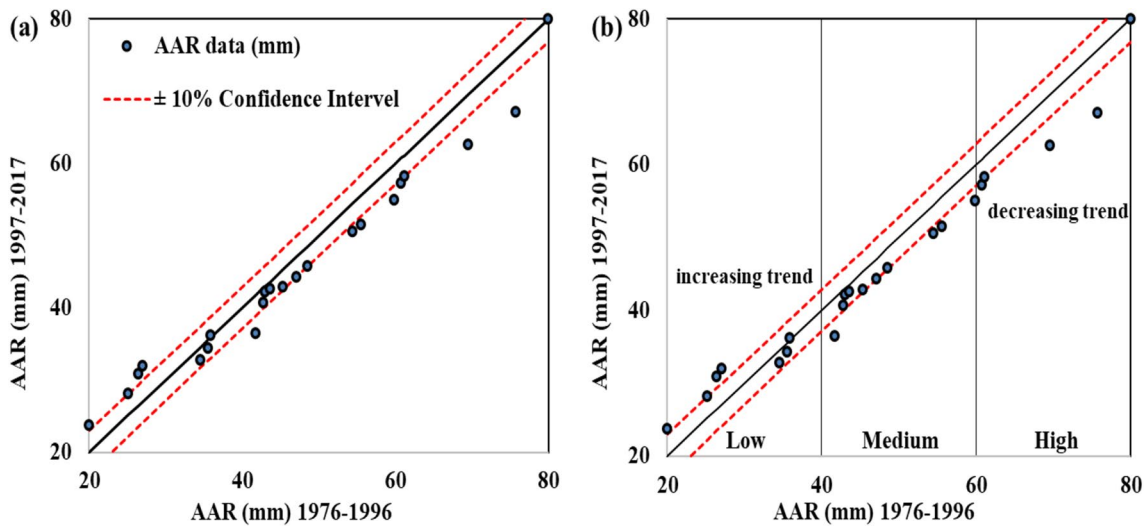 (a)
80
60
40
20
AAR (mm) 1997-2017
AAR data (mm)
± 10% Confidence Intervel
20
40
60
80
AAR (mm) 1976-1996
(b)
80
60
40
20
AAR (mm) 1997-2017
increasing trend
decreasing trend
Low
Medium
High
20
40
60
80
AAR (mm) 1976-1996